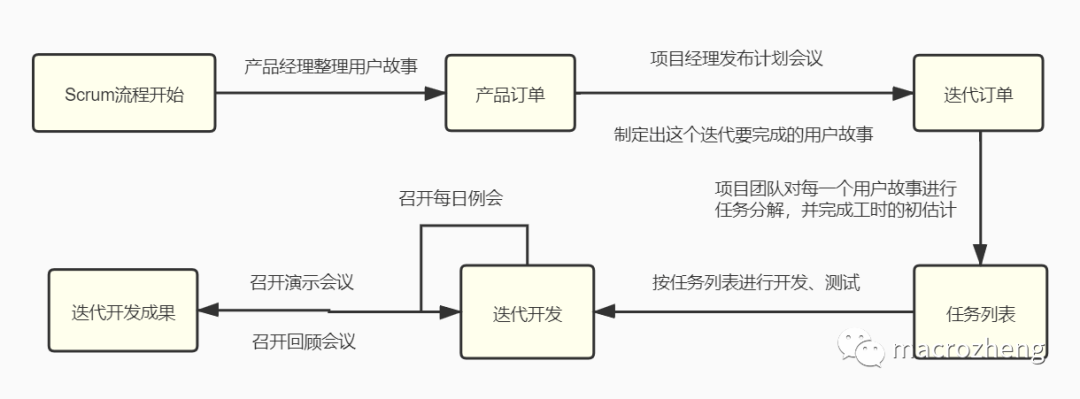 Scrum流程开始
产品经理整理用户故事
产品订单
项目经理发布计划会议
制定出这个迭代要完成的用户故事
迭代订单
项目团队对每一个用户故事进行
任务分解，并完成工时的初估计
任务列表
按任务列表进行开发、测试
迭代开发
召开每日例会
召开演示会议
召开回顾会议
迭代开发成果
macrozheng